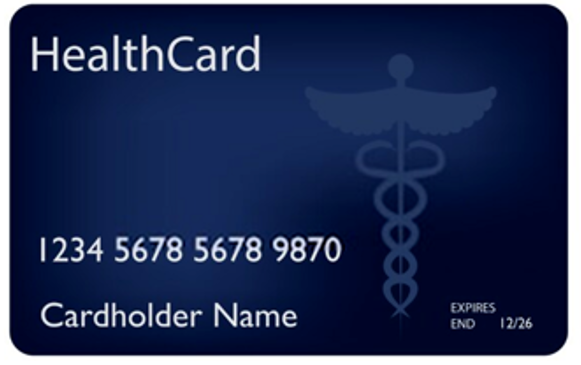 HealthCard
1234 5678 5678 9870
Cardholder Name
EXPIRES
END 12/26